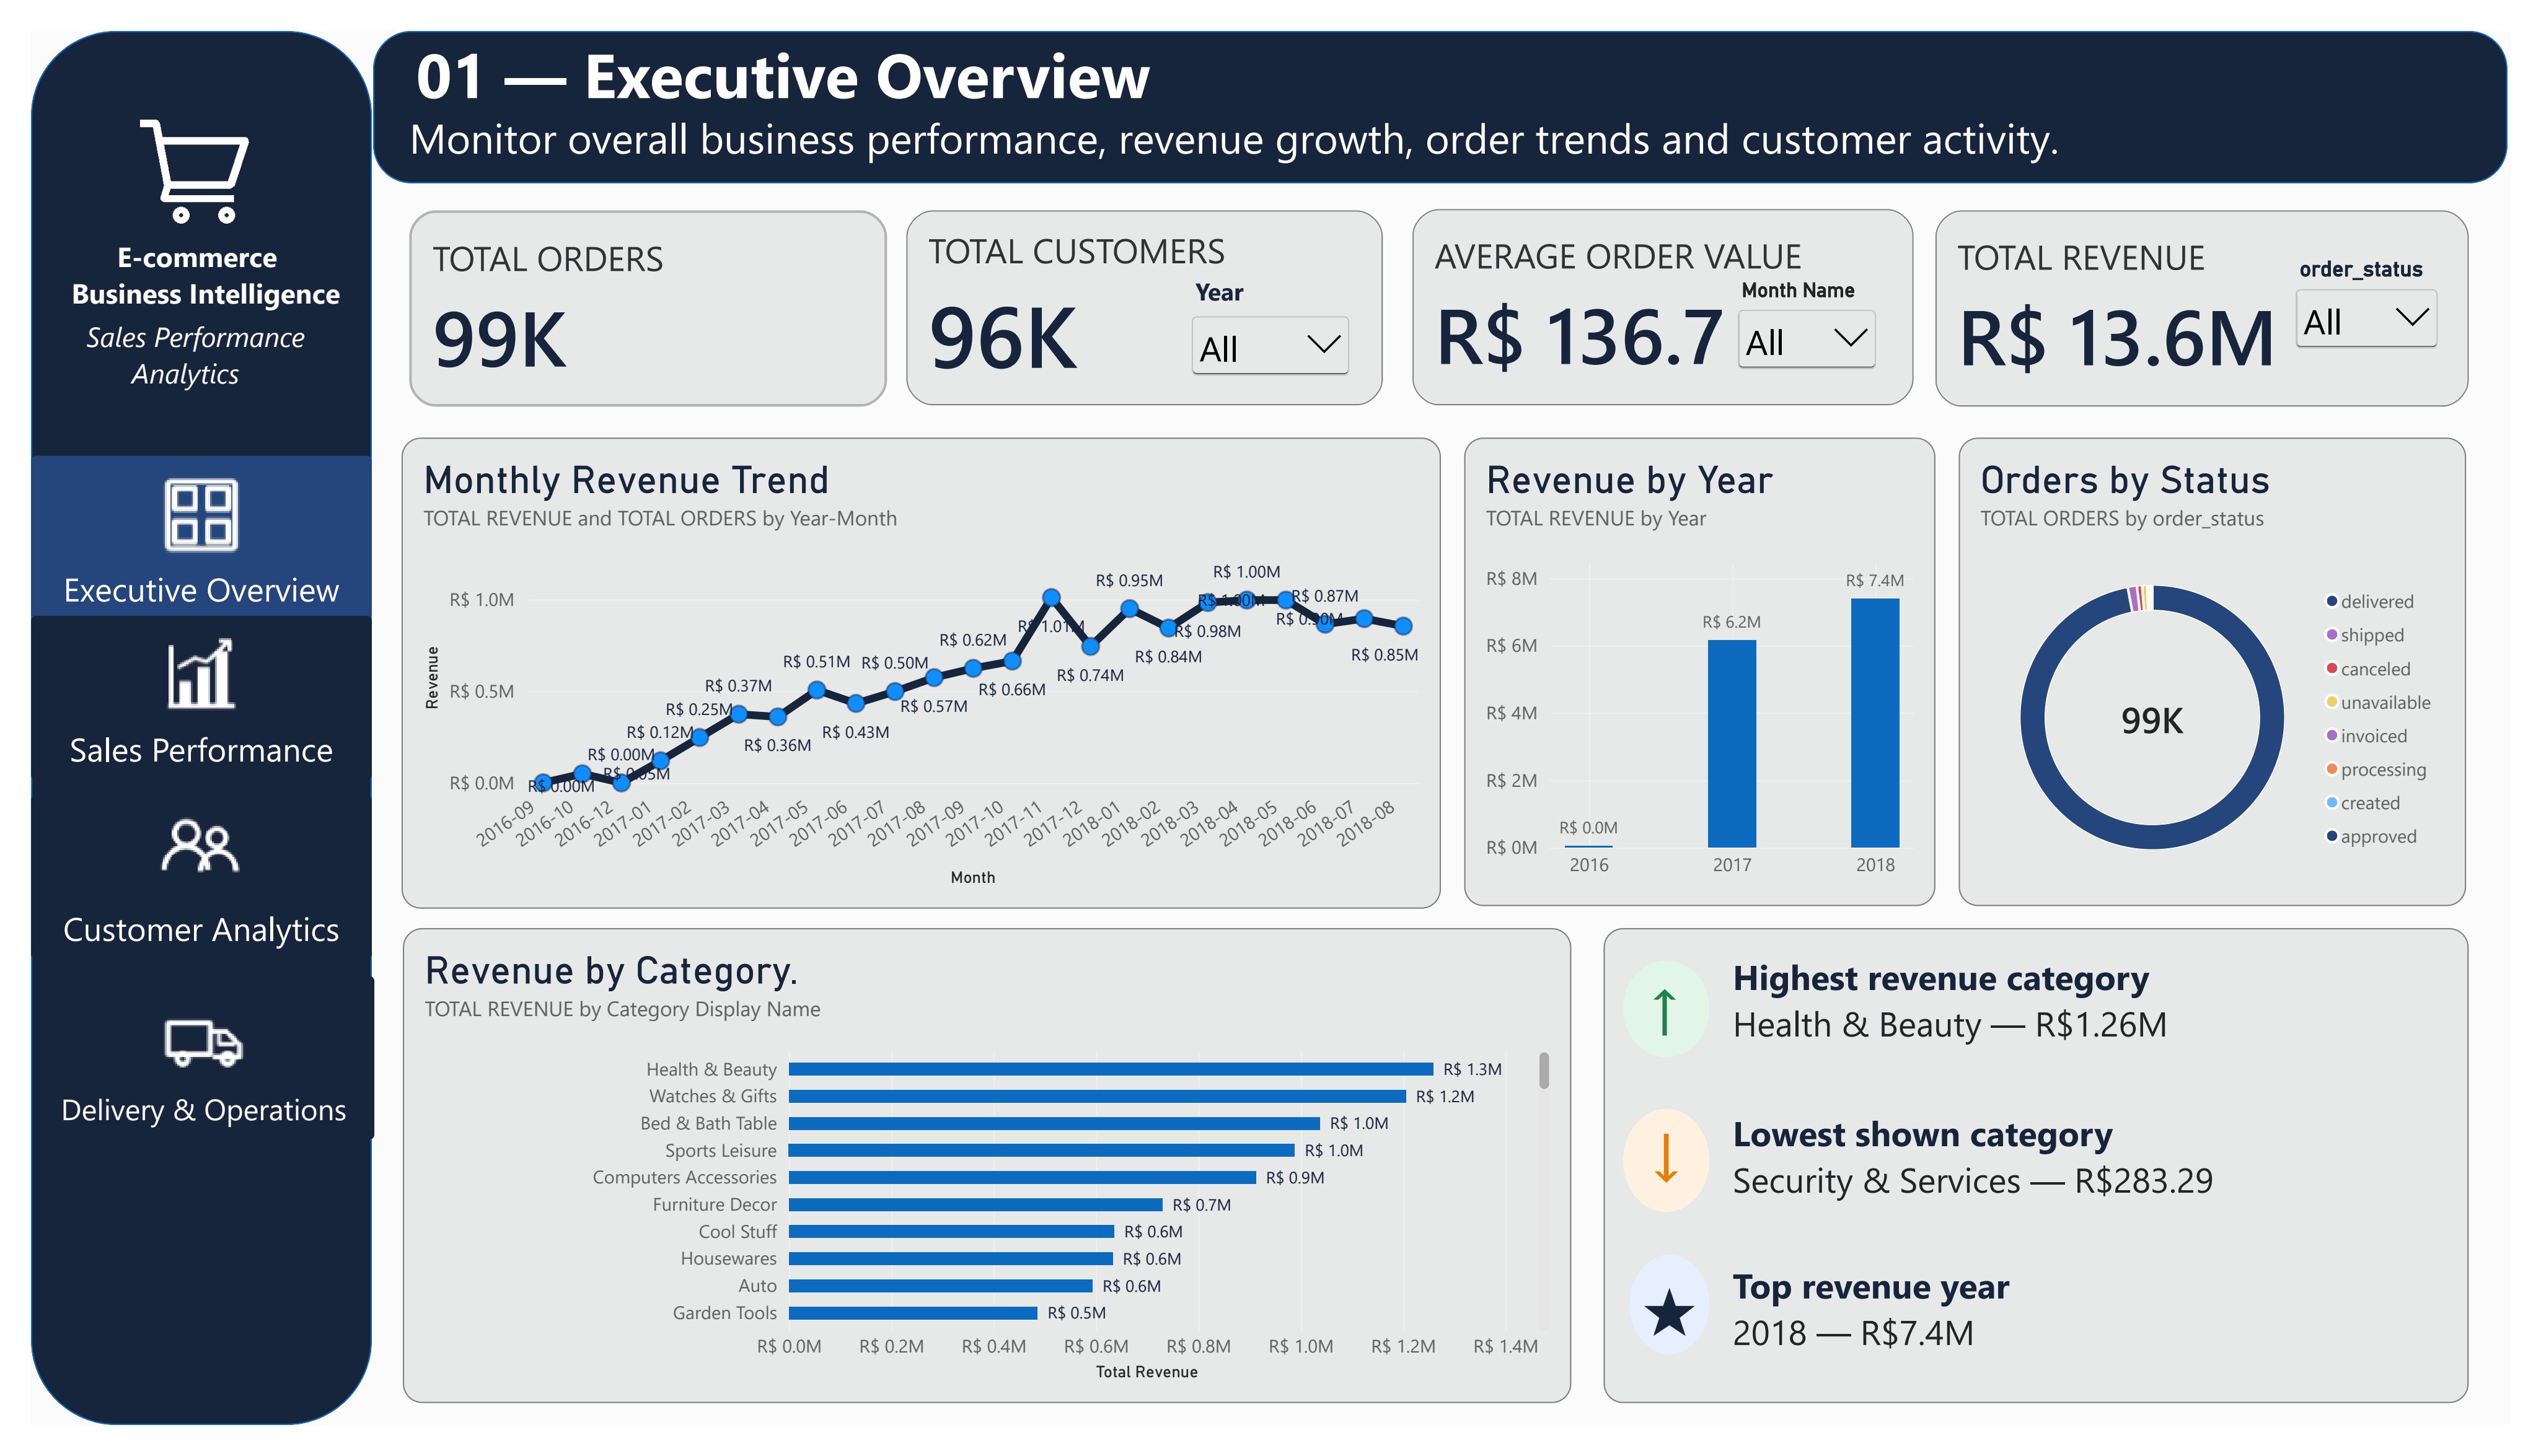 01 — Executive Overview
Monitor overall business performance, revenue growth, order trends and customer activity.
E-commerce
Business Intelligence
Sales Performance
Analytics
Executive Overview
Sales Performance
Customer Analytics
Delivery & Operations
TOTAL ORDERS
99K
TOTAL CUSTOMERS
96K
Year
All
AVERAGE ORDER VALUE
R$ 136.7
Month Name
All
TOTAL REVENUE
R$ 13.6M
order_status
All
Monthly Revenue Trend
TOTAL REVENUE and TOTAL ORDERS by Year-Month
Revenue
R$ 1.0M
R$ 0.5M
R$ 0.0M
R$ 0.00M
R$ 0.05M
R$ 0.00M
R$ 0.12M
R$ 0.25M
R$ 0.37M
R$ 0.36M
R$ 0.51M
R$ 0.43M
R$ 0.50M
R$ 0.57M
R$ 0.62M
R$ 0.66M
R$ 1.01M
R$ 0.74M
R$ 0.95M
R$ 0.84M
R$ 0.98M
R$ 1.00M
R$ 1.00M
R$ 0.87M
R$ 0.90M
R$ 0.85M
2016-09
2016-10
2016-12
2017-01
2017-02
2017-03
2017-04
2017-05
2017-06
2017-07
2017-08
2017-09
2017-10
2017-11
2017-12
2018-01
2018-02
2018-03
2018-04
2018-05
2018-06
2018-07
2018-08
Month
Revenue by Year
TOTAL REVENUE by Year
R$ 8M
R$ 6M
R$ 4M
R$ 2M
R$ 0M
R$ 0.0M
R$ 6.2M
R$ 7.4M
2016
2017
2018
Orders by Status
TOTAL ORDERS by order_status
99K
delivered
shipped
canceled
unavailable
invoiced
processing
created
approved
Revenue by Category.
TOTAL REVENUE by Category Display Name
Health & Beauty R$ 1.3M
Watches & Gifts R$ 1.2M
Bed & Bath Table R$ 1.0M
Sports Leisure R$ 1.0M
Computers Accessories R$ 0.9M
Furniture Decor R$ 0.7M
Cool Stuff R$ 0.6M
Housewares R$ 0.6M
Auto R$ 0.6M
Garden Tools R$ 0.5M
R$ 0.0M R$ 0.2M R$ 0.4M R$ 0.6M R$ 0.8M R$ 1.0M R$ 1.2M R$ 1.4M
Total Revenue
Highest revenue category
Health & Beauty — R$1.26M
Lowest shown category
Security & Services — R$283.29
Top revenue year
2018 — R$7.4M